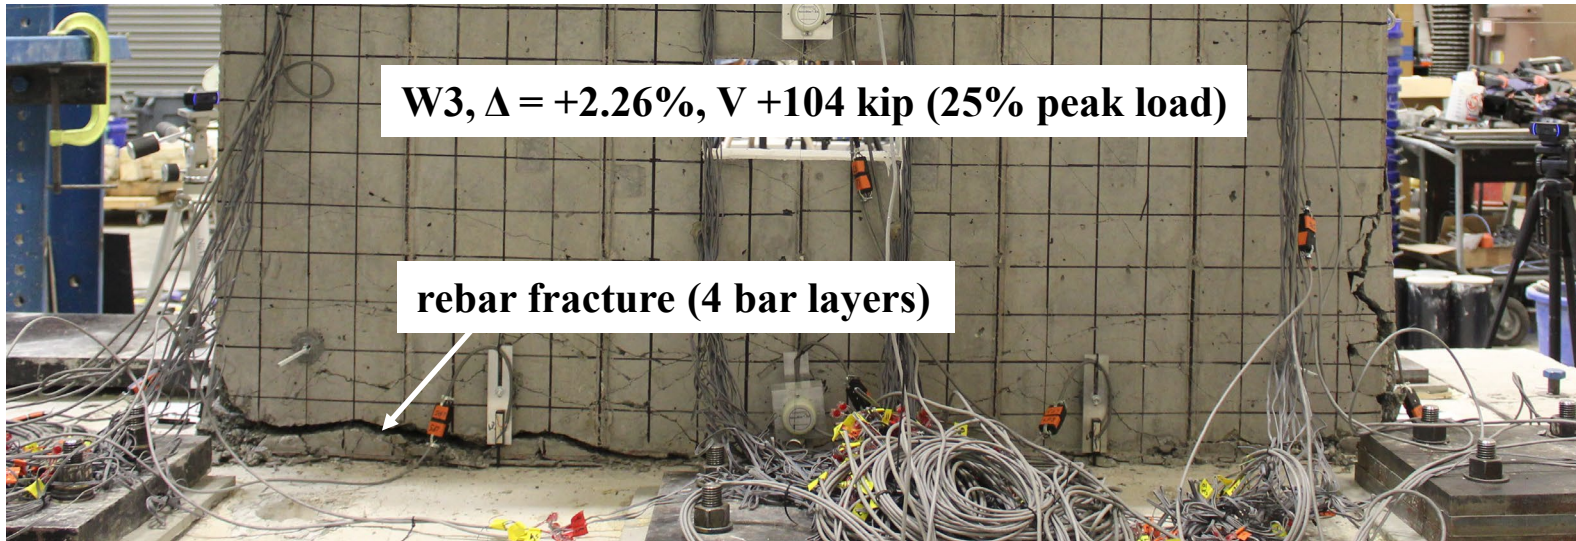 W3, Δ = +2.26%, V +104 kip (25% peak load)
rebar fracture (4 bar layers)